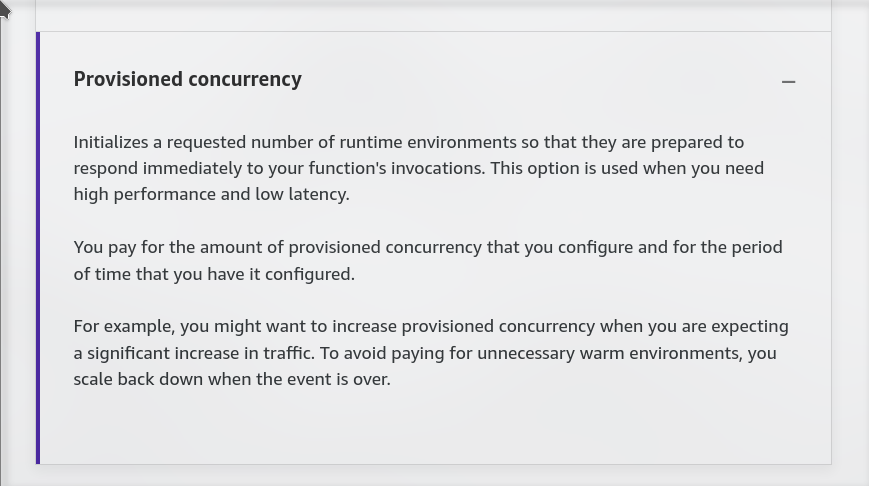 Provisioned concurrency
Initializes a requested number of runtime environments so that they are prepared to
respond immediately to your function's invocations. This option is used when you need
high performance and low latency.
You pay for the amount of provisioned concurrency that you configure and for the period
of time that you have it configured.
For example, you might want to increase provisioned concurrency when you are expecting
a significant increase in traffic. To avoid paying for unnecessary warm environments, you
scale back down when the event is over.